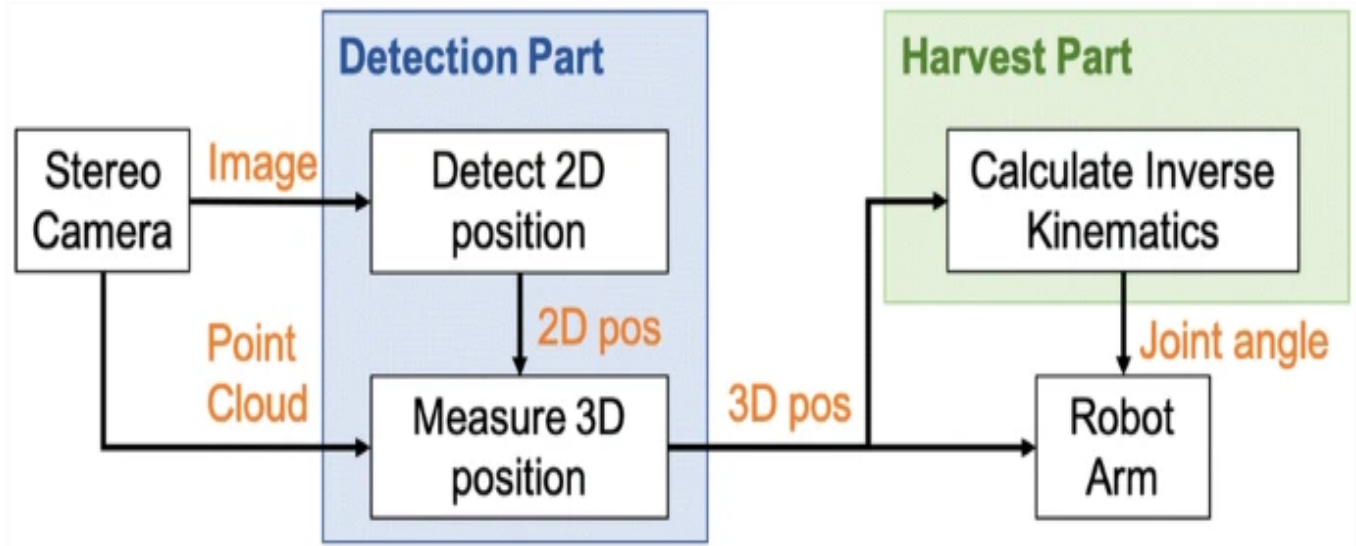 Detection Part
Harvest Part
Stereo
Camera
Image
Detect 2D
position
Calculate Inverse
Kinematics
Point
Cloud
2D pos
Joint angle
Measure 3D
position
3D pos
Robot
Arm